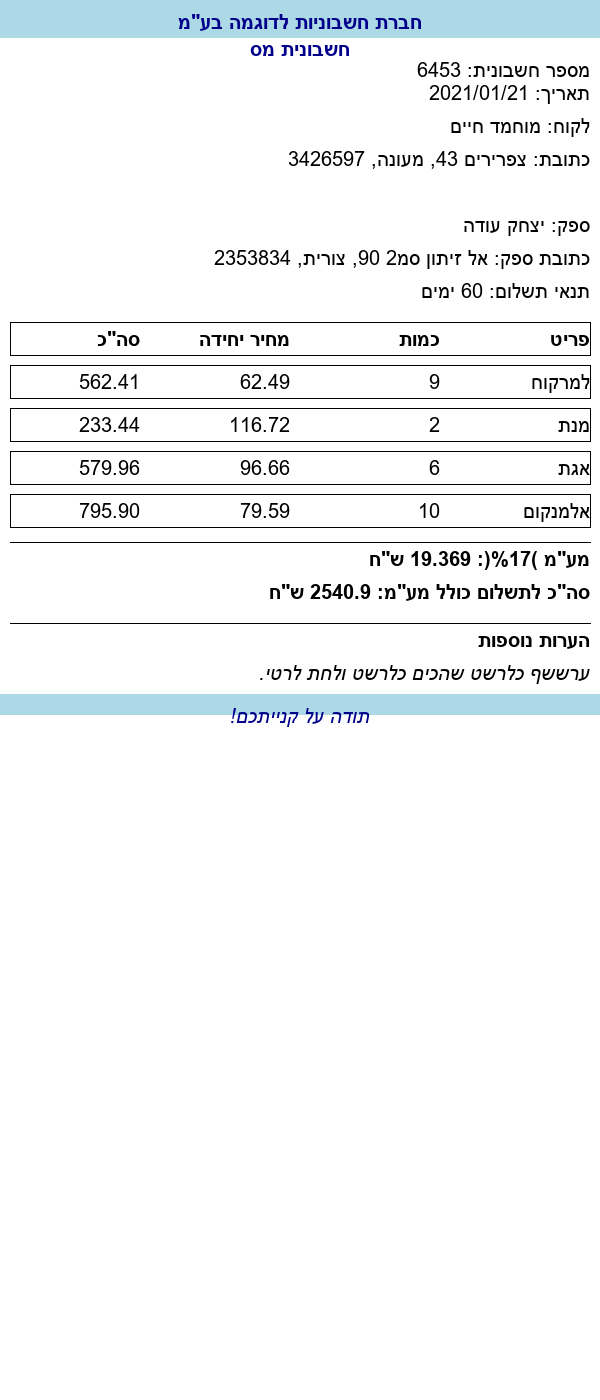 חברת חשבוניות לדוגמה בע"מ
חשבונית מס
מספר חשבונית: 6453
תאריך: 2021/01/21
לקוח: מוחמד חיים
כתובת: צפרירים 43, מעונה, 3426597
ספק: יצחק עודה
כתובת ספק: אל זיתון סמ2 90, צורית, 2353834
תנאי תשלום: 60 ימים
פריט כמות מחיר יחידה סה"כ
למרקוח 9 62.49 562.41
מנת 2 116.72 233.44
אגת 6 96.66 579.96
אלמנקום 10 79.59 795.90
מע"מ )17%(: 19.369 ש"ח
סה"כ לתשלום כולל מע"מ: 2540.9 ש"ח
הערות נוספות
ערששף כלרשט שהכים כלרשט ולחת לרטי.
תודה על קנייתכם!